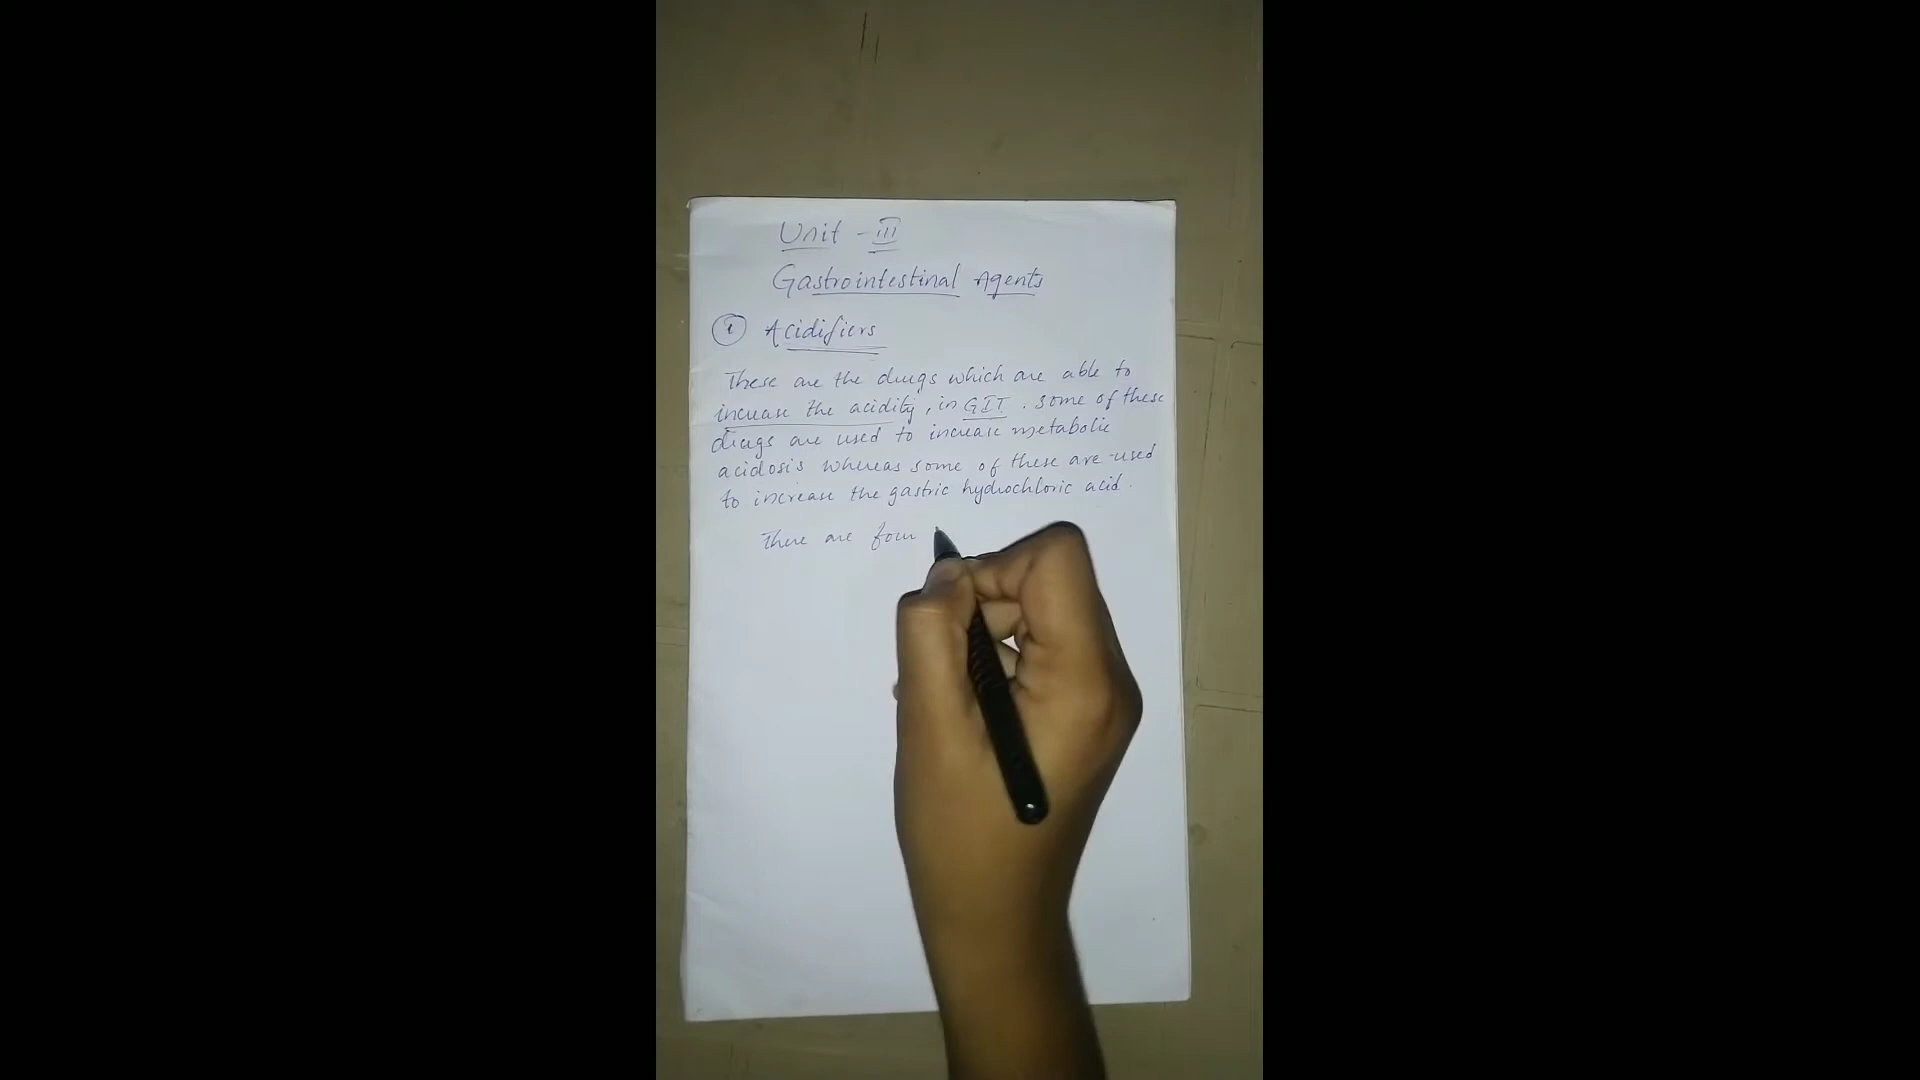 Unit - III
Gastrointestinal Agents
1 Acidifiers
These are the drugs which are able to
increase the acidity, in GIT. some of these
drugs are used to increase metabolic
acidosis whereas some of these are used
to increase the gastric hydrochloric acid.
There are four